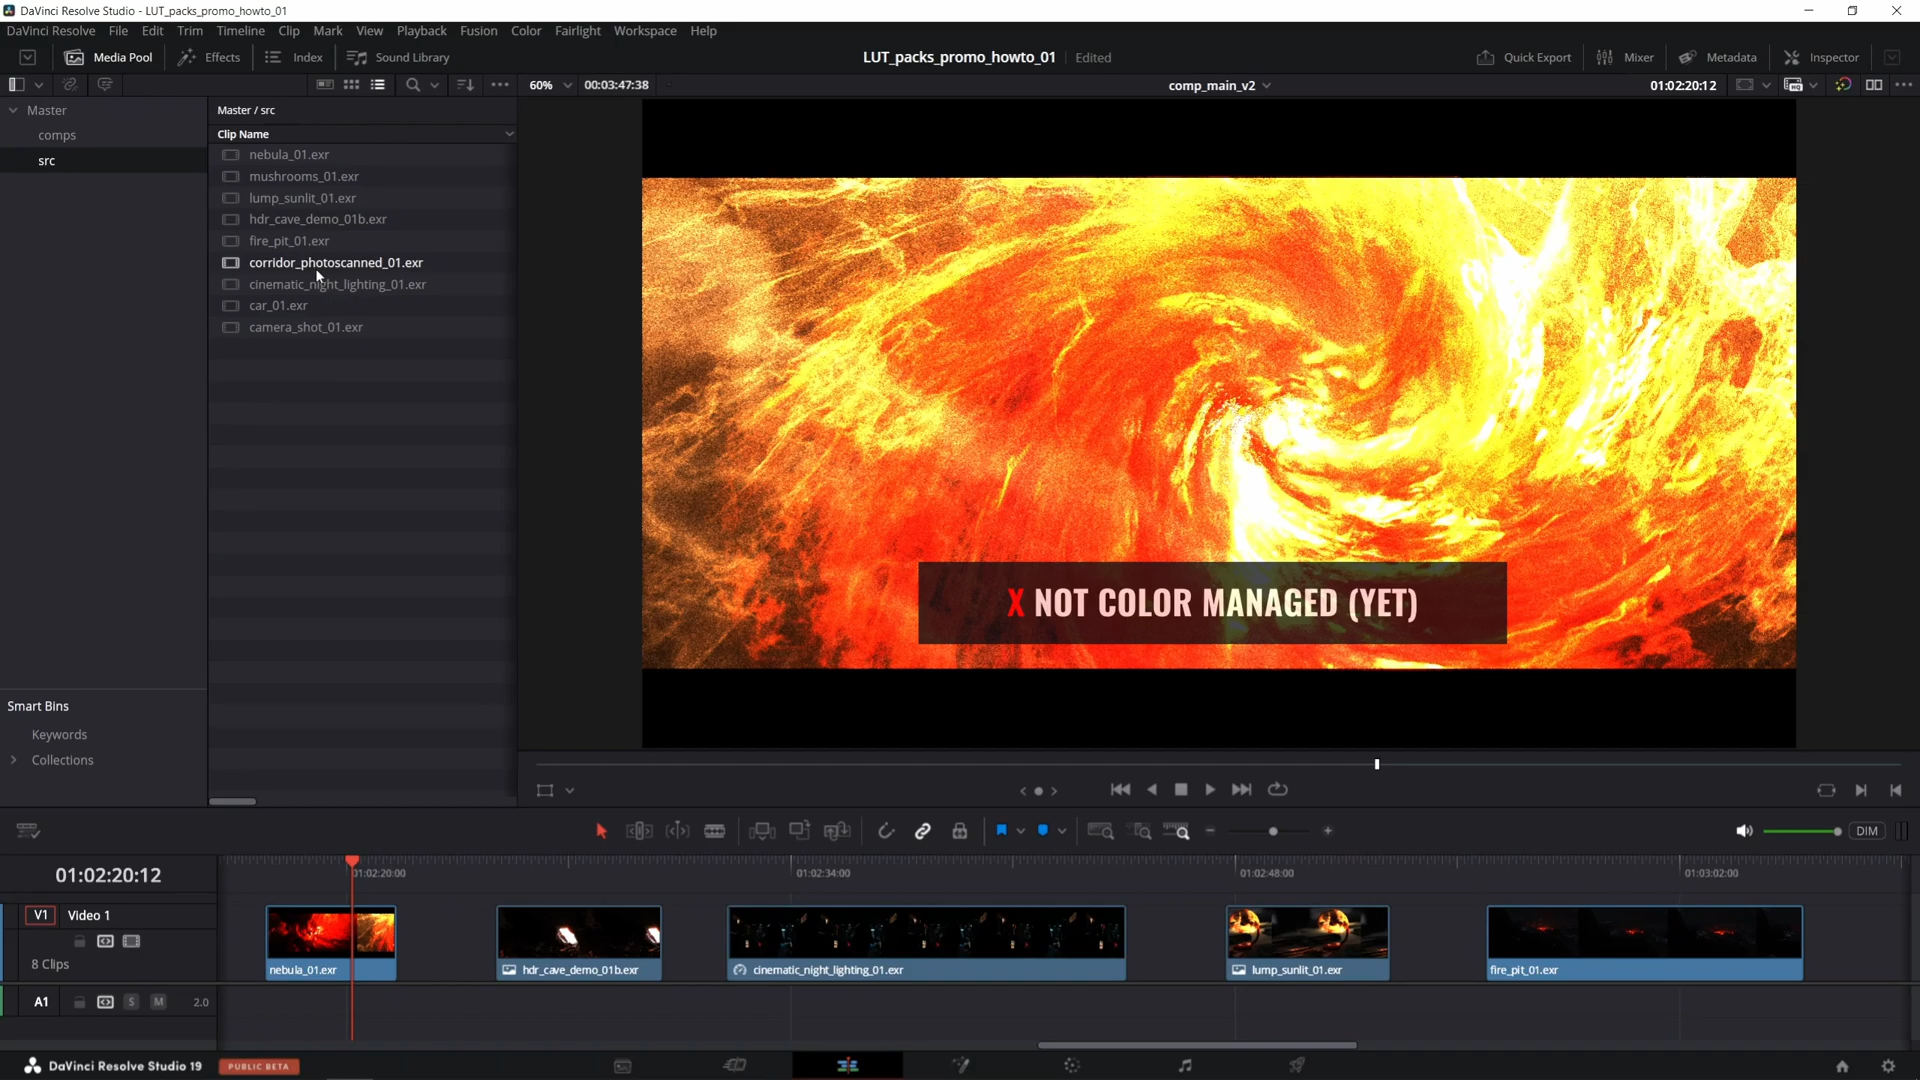 DaVinci Resolve Studio - LUT_packs_promo_howto_01
DaVinci Resolve File Edit Trim Timeline Clip Mark View Playback Fusion Color Fairlight Workspace Help
Media Pool Effects Index Sound Library LUT_packs_promo_howto_01 Edited Quick Export Mixer Metadata Inspector
60% 00:03:47:38 comp_main_v2 01:02:20:12
Master
comps
src
Master / src
Clip Name
nebula_01.exr
mushrooms_01.exr
lump_sunlit_01.exr
hdr_cave_demo_01b.exr
fire_pit_01.exr
corridor_photoscanned_01.exr
cinematic_night_lighting_01.exr
car_01.exr
camera_shot_01.exr
X NOT COLOR MANAGED (YET)
Smart Bins
Keywords
Collections
DIM
01:02:20:12
01:02:20:00 01:02:34:00 01:02:48:00 01:03:02:00
V1 Video 1
8 Clips
nebula_01.exr hdr_cave_demo_01b.exr cinematic_night_lighting_01.exr lump_sunlit_01.exr fire_pit_01.exr
A1 S M 2.0
DaVinci Resolve Studio 19 PUBLIC BETA